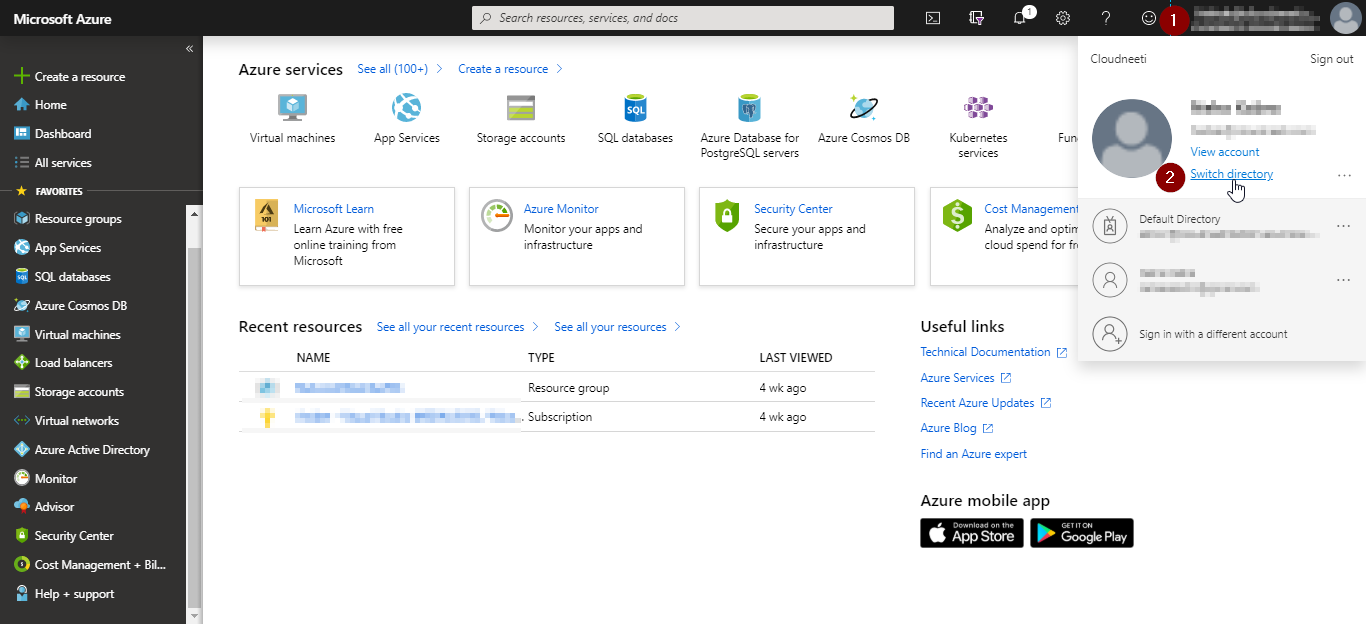 Microsoft Azure
Search resources, services, and docs
1
1
Cloudneeti
Sign out
View account
2
Switch directory
...
Default Directory
...
...
Sign in with a different account
«
Create a resource
Home
Dashboard
All services
FAVORITES
Resource groups
App Services
SQL databases
Azure Cosmos DB
Virtual machines
Load balancers
Storage accounts
Virtual networks
Azure Active Directory
Monitor
Advisor
Security Center
Cost Management + Bil...
Help + support
Azure services
See all (100+)
Create a resource
Virtual machines
App Services
Storage accounts
SQL
SQL databases
Azure Database for
PostgreSQL servers
Azure Cosmos DB
Kubernetes
services
Fun
101
Microsoft Learn
Learn Azure with free
online training from
Microsoft
Azure Monitor
Monitor your apps and
infrastructure
Security Center
Secure your apps and
infrastructure
Cost Management
Analyze and optim
cloud spend for fre
Recent resources
See all your recent resources
See all your resources
NAME
TYPE
LAST VIEWED
Resource group
4 wk ago
Subscription
4 wk ago
Useful links
Technical Documentation
Azure Services
Recent Azure Updates
Azure Blog
Find an Azure expert
Azure mobile app
Download on the
App Store
GET IT ON
Google Play